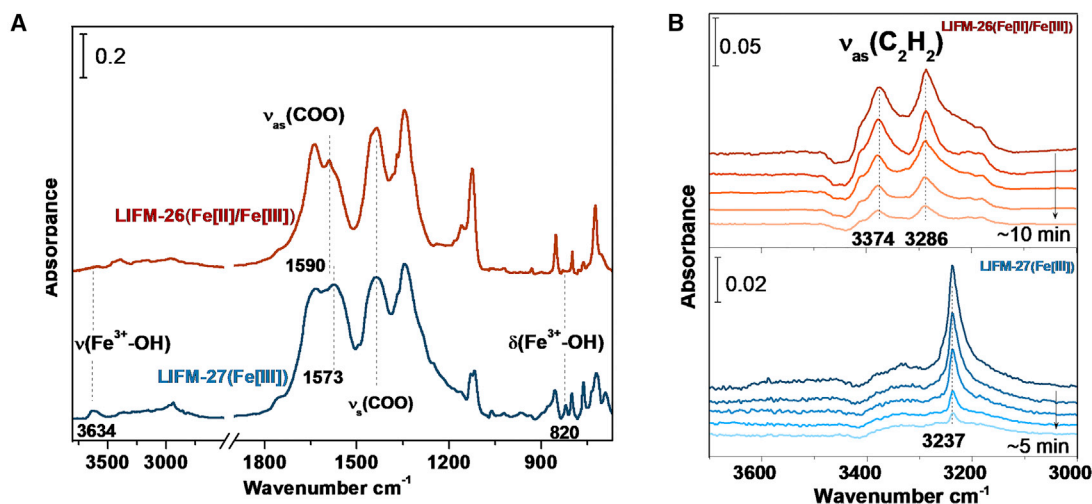 A
0.2
νas(COO)
LIFM-26(Fe[II]/Fe[III])
1590
ν(Fe3+-OH)
LIFM-27(Fe[III])
1573
νs(COO)
δ(Fe3+-OH)
3634
820
Absorbance
3500 3000 1800 1500 1200 900
Wavenumber cm-1
B
0.05
LIFM-26(Fe[II]/Fe[III])
νas(C2H2)
3374 3286
~10 min
LIFM-27(Fe[III])
0.02
3237
~5 min
Absorbance
3600 3400 3200 3000
Wavenumber cm-1